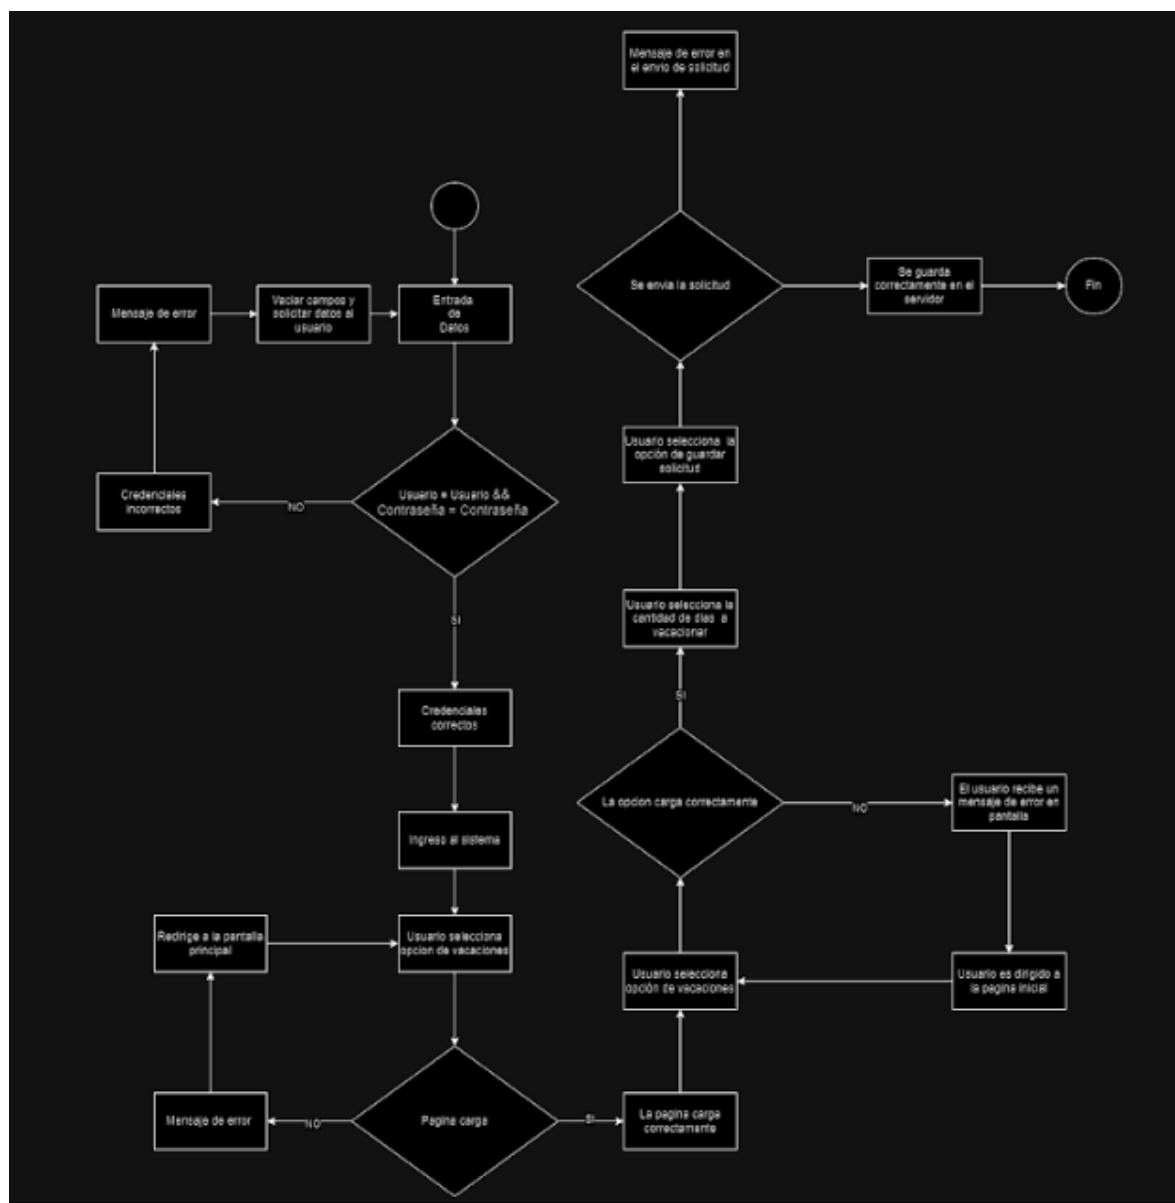 Mensaje de error en
el envio de solicitud
Se envia la solicitud
Se guarda
correctamente en el
servidor
Fin
Mensaje de error
Vaciar campos y
solicitar datos al
usuario
Entrada
de
Datos
Credenciales
incorrectos
NO
Usuario = Usuario &&
Contraseña = Contraseña
SI
Usuario selecciona la
opción de guardar
solicitud
Usuario selecciona la
cantidad de dias a
vacacionar
SI
Credenciales
correctos
Ingreso al sistema
La opcion carga correctamente
NO
El usuario recibe un
mensaje de error en
pantalla
Redirige a la pantalla
principal
Usuario selecciona
opcion de vacaciones
Usuario selecciona
opción de vacaciones
Usuario es dirigido a
la pagina inicial
Mensaje de error
NO
Pagina carga
SI
La pagina carga
correctamente